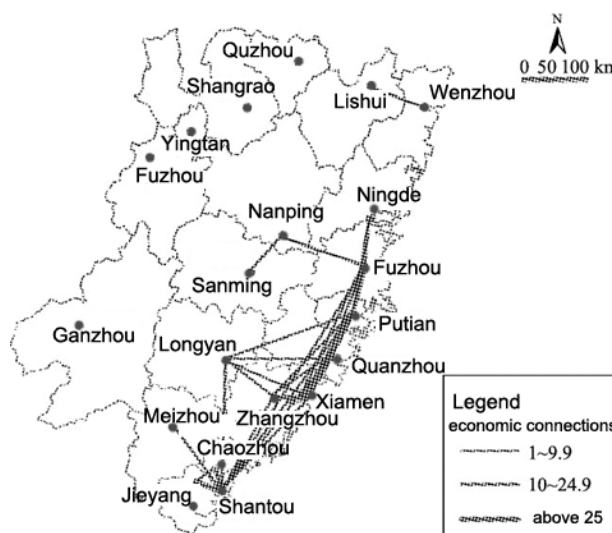 N
0 50 100 km
Quzhou
Shangrao
Lishui
Wenzhou
Yingtan
Fuzhou
Ningde
Nanping
Fuzhou
Sanming
Ganzhou
Putian
Longyan
Quanzhou
Xiamen
Meizhou
Zhangzhou
Chaozhou
Jieyang
Shantou
Legend
economic connections
1~9.9
10~24.9
above 25